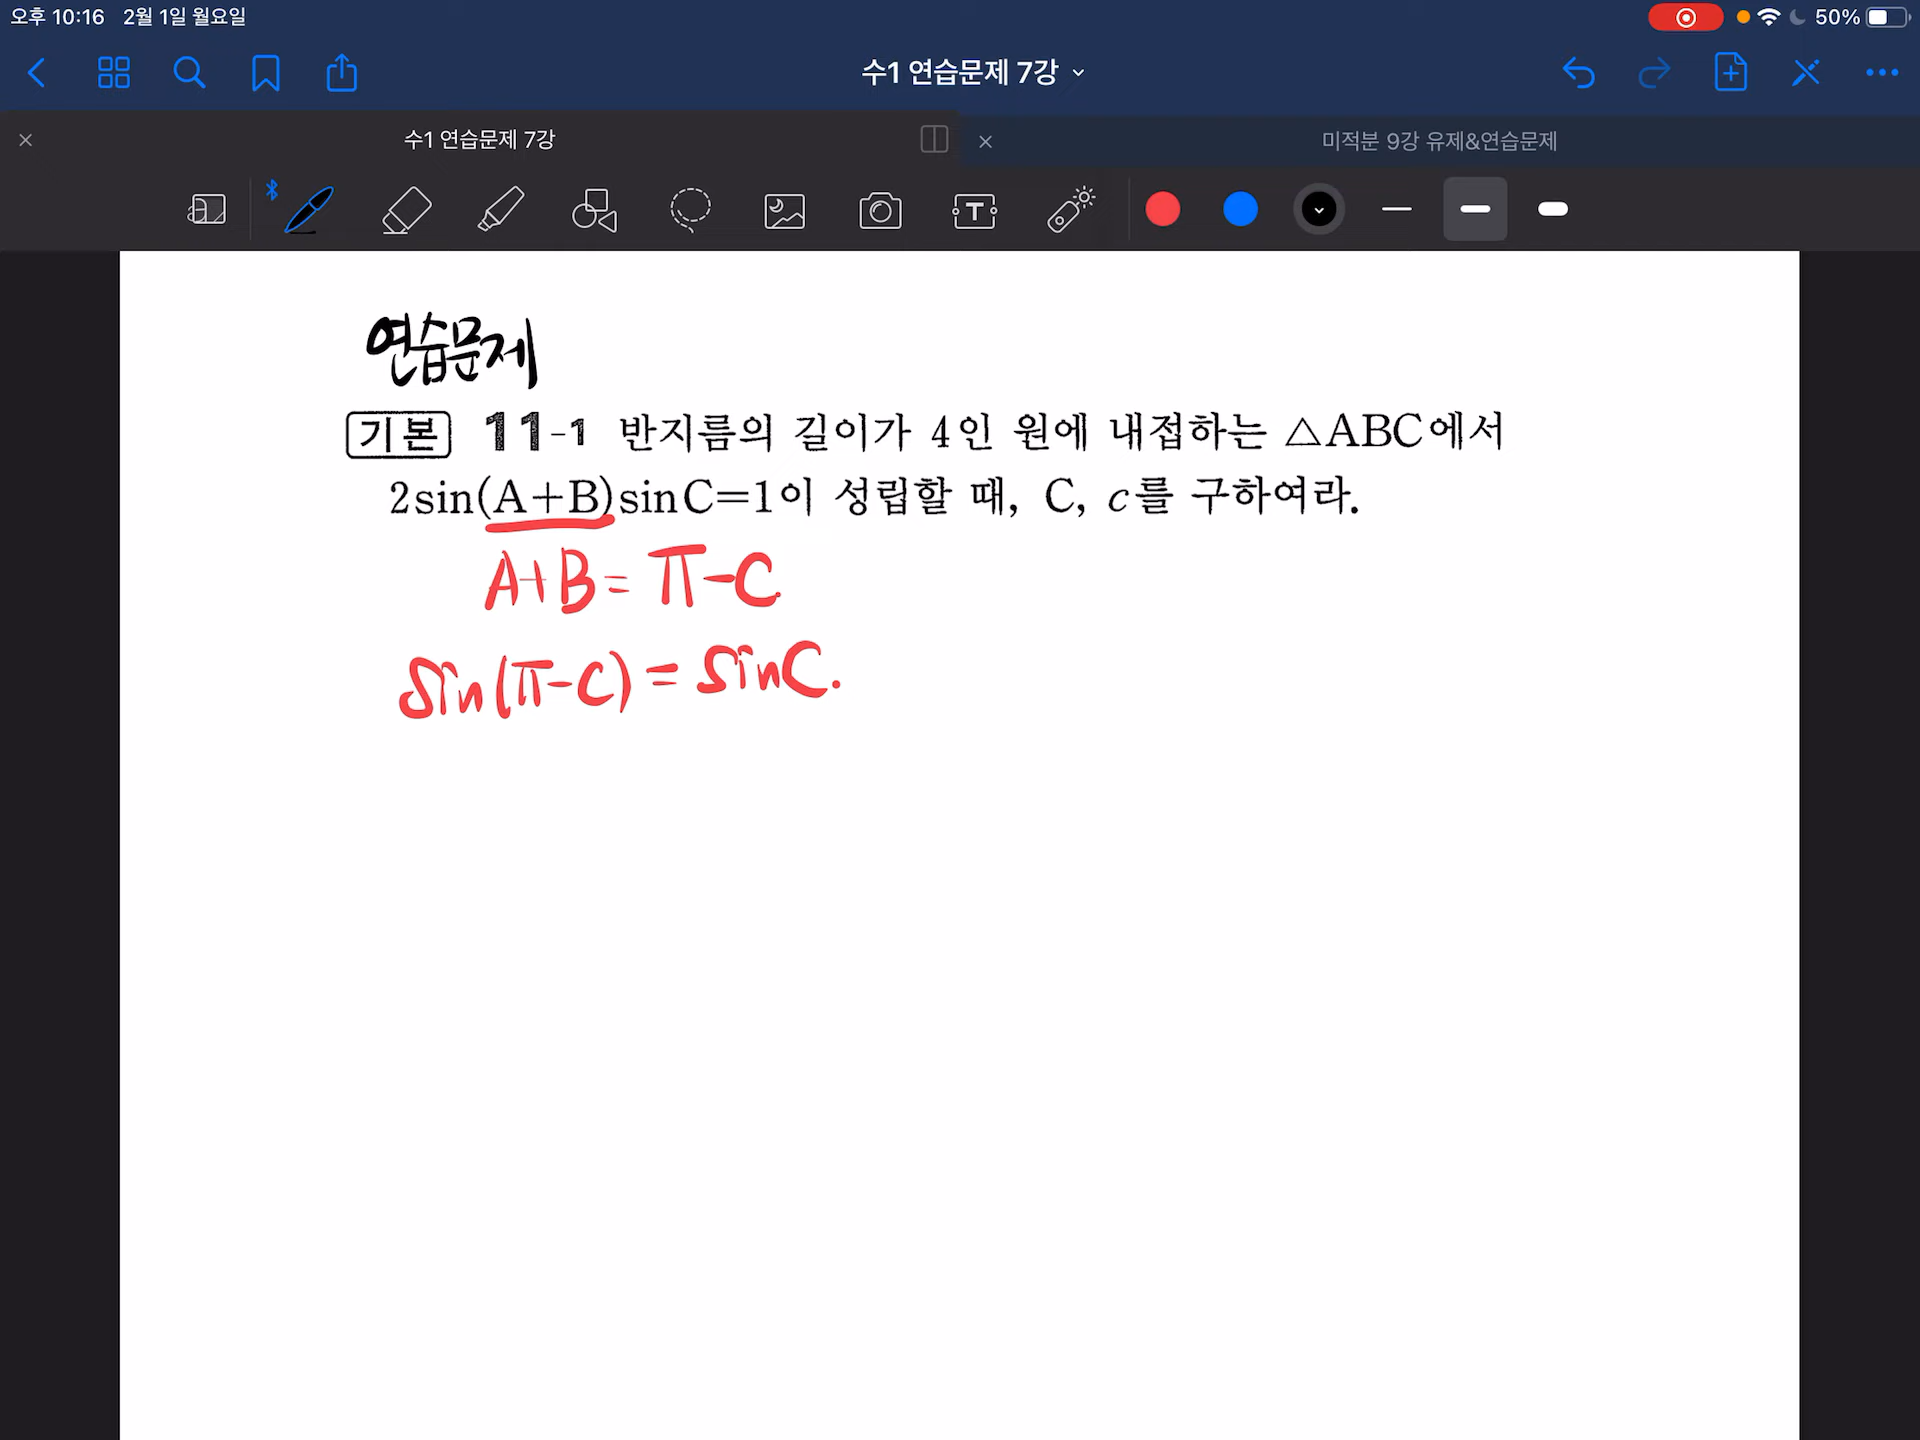 오후 10:16 2월 1일 월요일 50%
수1 연습문제 7강
수1 연습문제 7강 미적분 9강 유제&연습문제
연습문제
기본 11-1 반지름의 길이가 4인 원에 내접하는 △ABC에서
2sin(A+B)sinC=1이 성립할 때, C, c를 구하여라.
A+B = π-C
sin(π-C) = sinC.